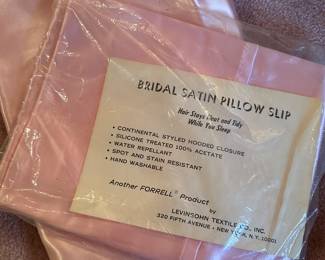 BRIDAL SATIN PILLOW SLIP
Hair Stays Neat and Tidy
While You Sleep
• CONTINENTAL STYLED HOODED CLOSURE
• SILICONE TREATED 100% ACETATE
• WATER REPELLANT
• SPOT AND STAIN RESISTANT
• HAND WASHABLE
Another FORRELL® Product
by
LEVINSOHN TEXTILE CO., INC.
320 FIFTH AVENUE • NEW YORK, N.Y. 10001